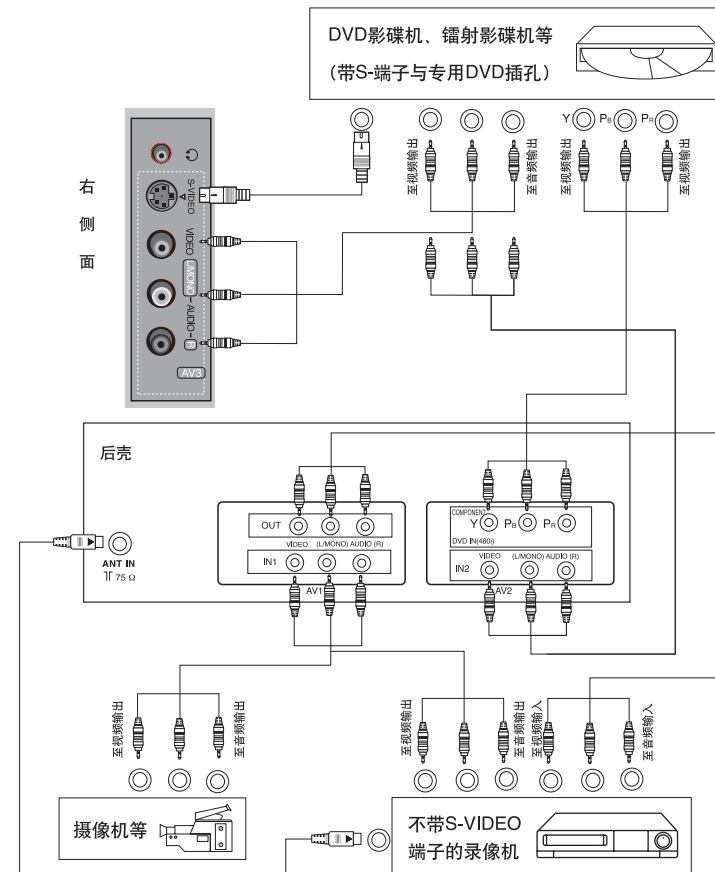 DVD影碟机、镭射影碟机等
（带S-端子与专用DVD插孔）
Y PB PR
至视频输出
至音频输出
至视频输出
至视频输出
右侧面
S-VIDEO
VIDEO
L/MONO-AUDIO-R
AV3
后壳
ANT IN
75 Ω
OUT
VIDEO (L/MONO) AUDIO (R)
IN1
AV1
COMPONENT
Y PB PR
DVD IN(480i)
VIDEO (L/MONO) AUDIO (R)
IN2
AV2
至视频输出
至音频输出
至视频输出
至音频输出
至视频输入
至音频输入
摄像机等
不带S-VIDEO
端子的录像机